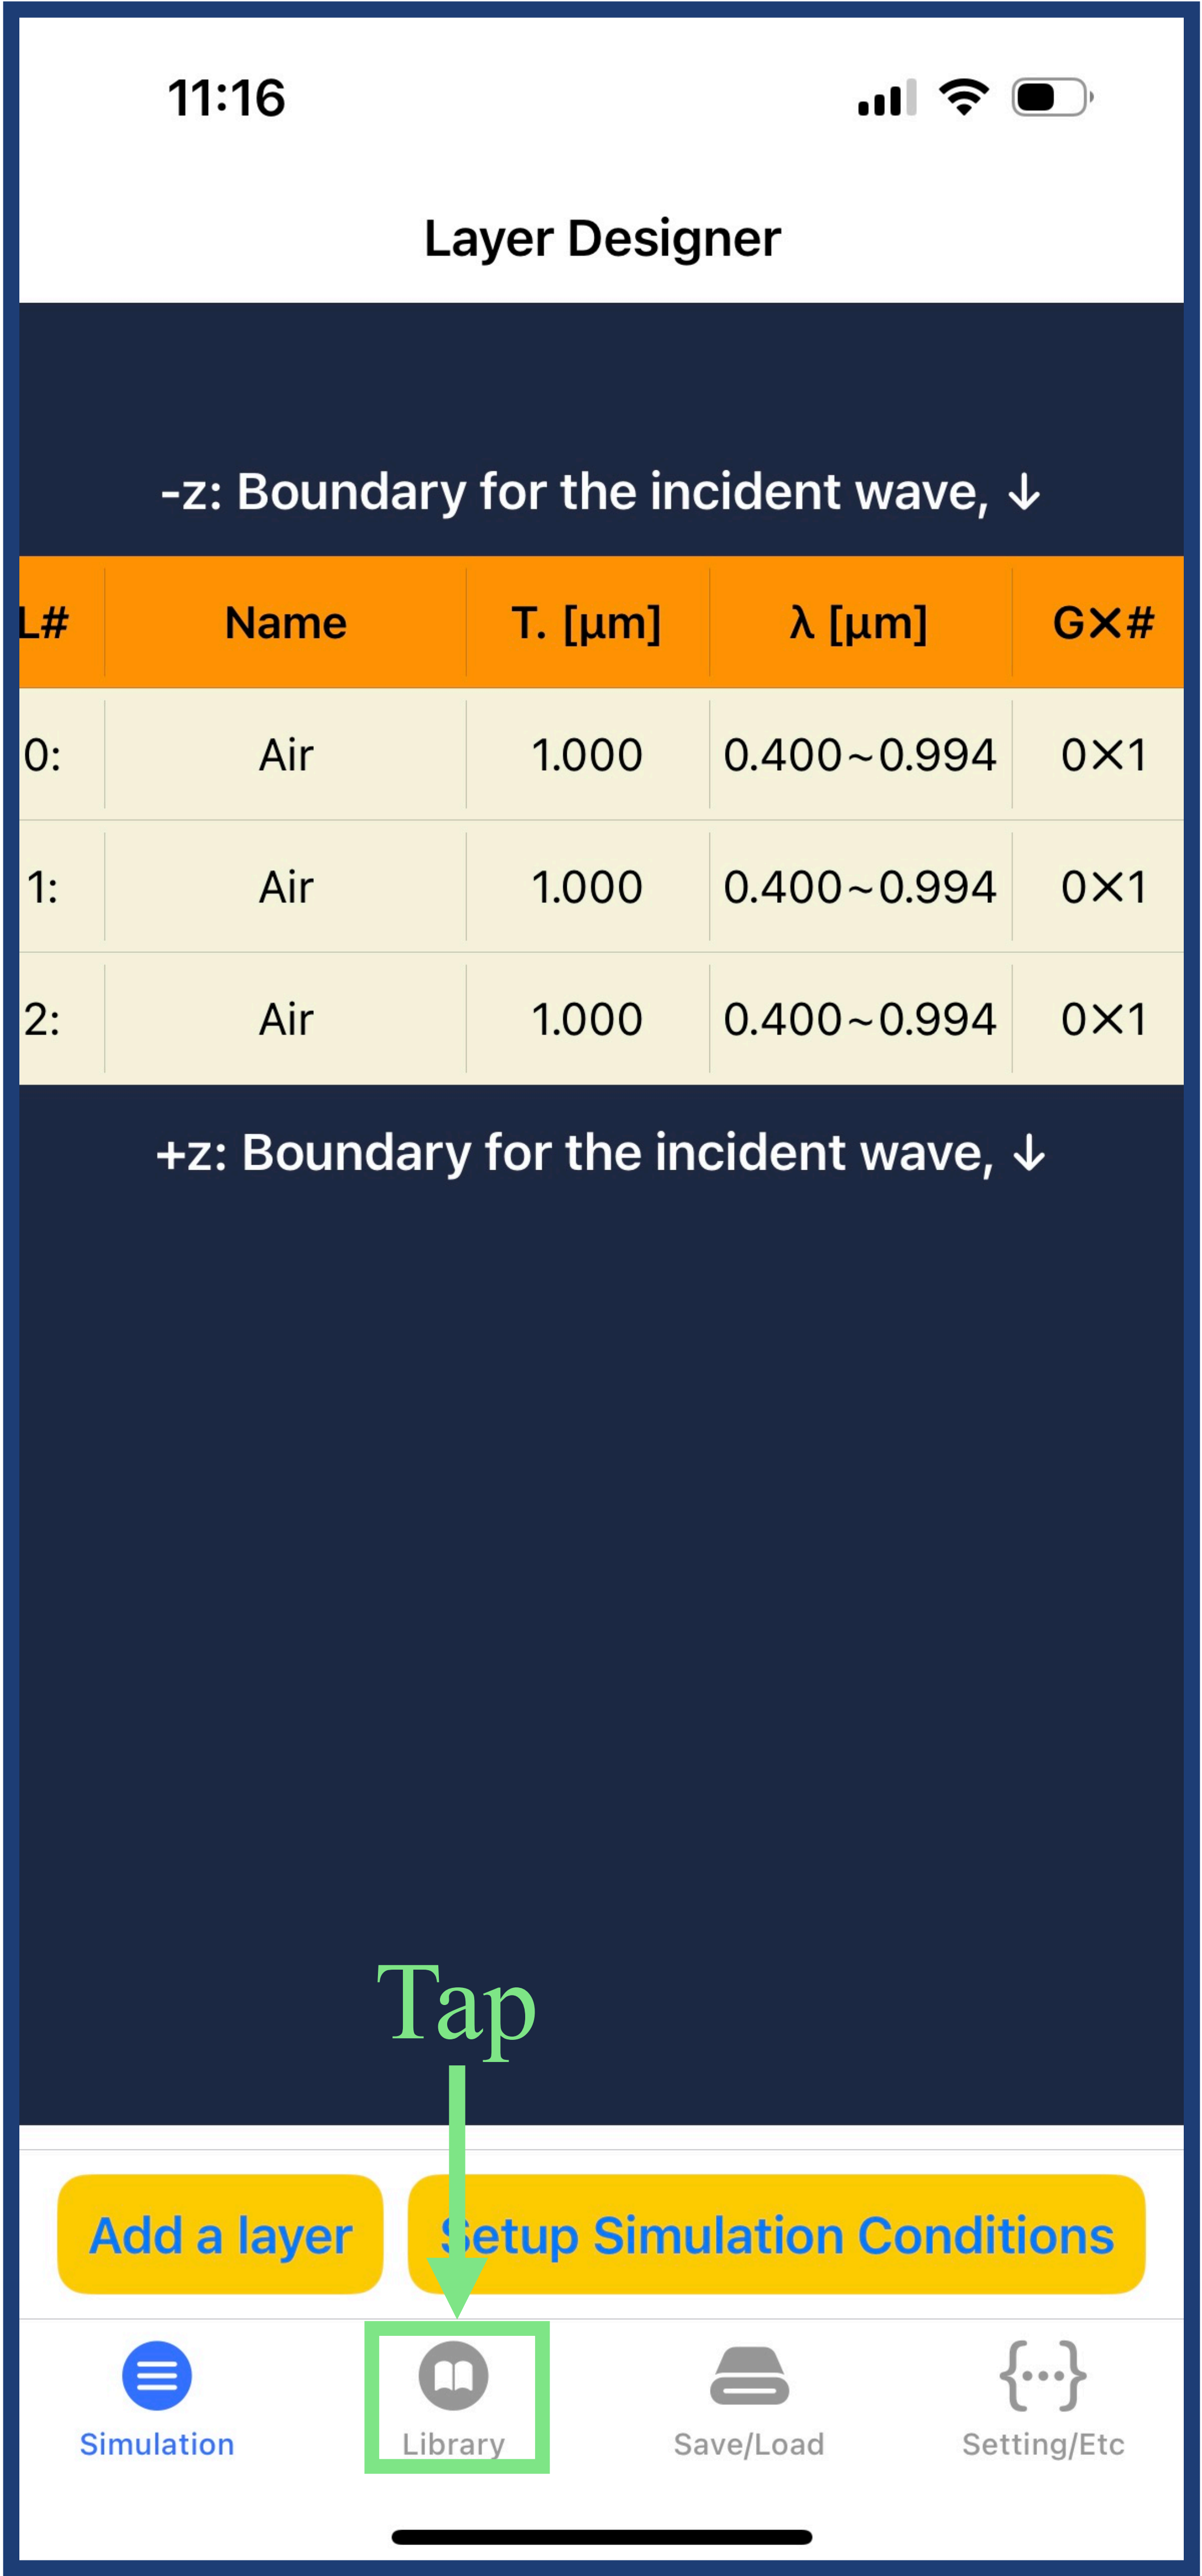 11:16
Layer Designer
-z: Boundary for the incident wave, ↓
L# Name T. [μm] λ [μm] G×#
0: Air 1.000 0.400~0.994 0×1
1: Air 1.000 0.400~0.994 0×1
2: Air 1.000 0.400~0.994 0×1
+z: Boundary for the incident wave, ↓
Tap
Add a layer Setup Simulation Conditions
Simulation Library Save/Load Setting/Etc